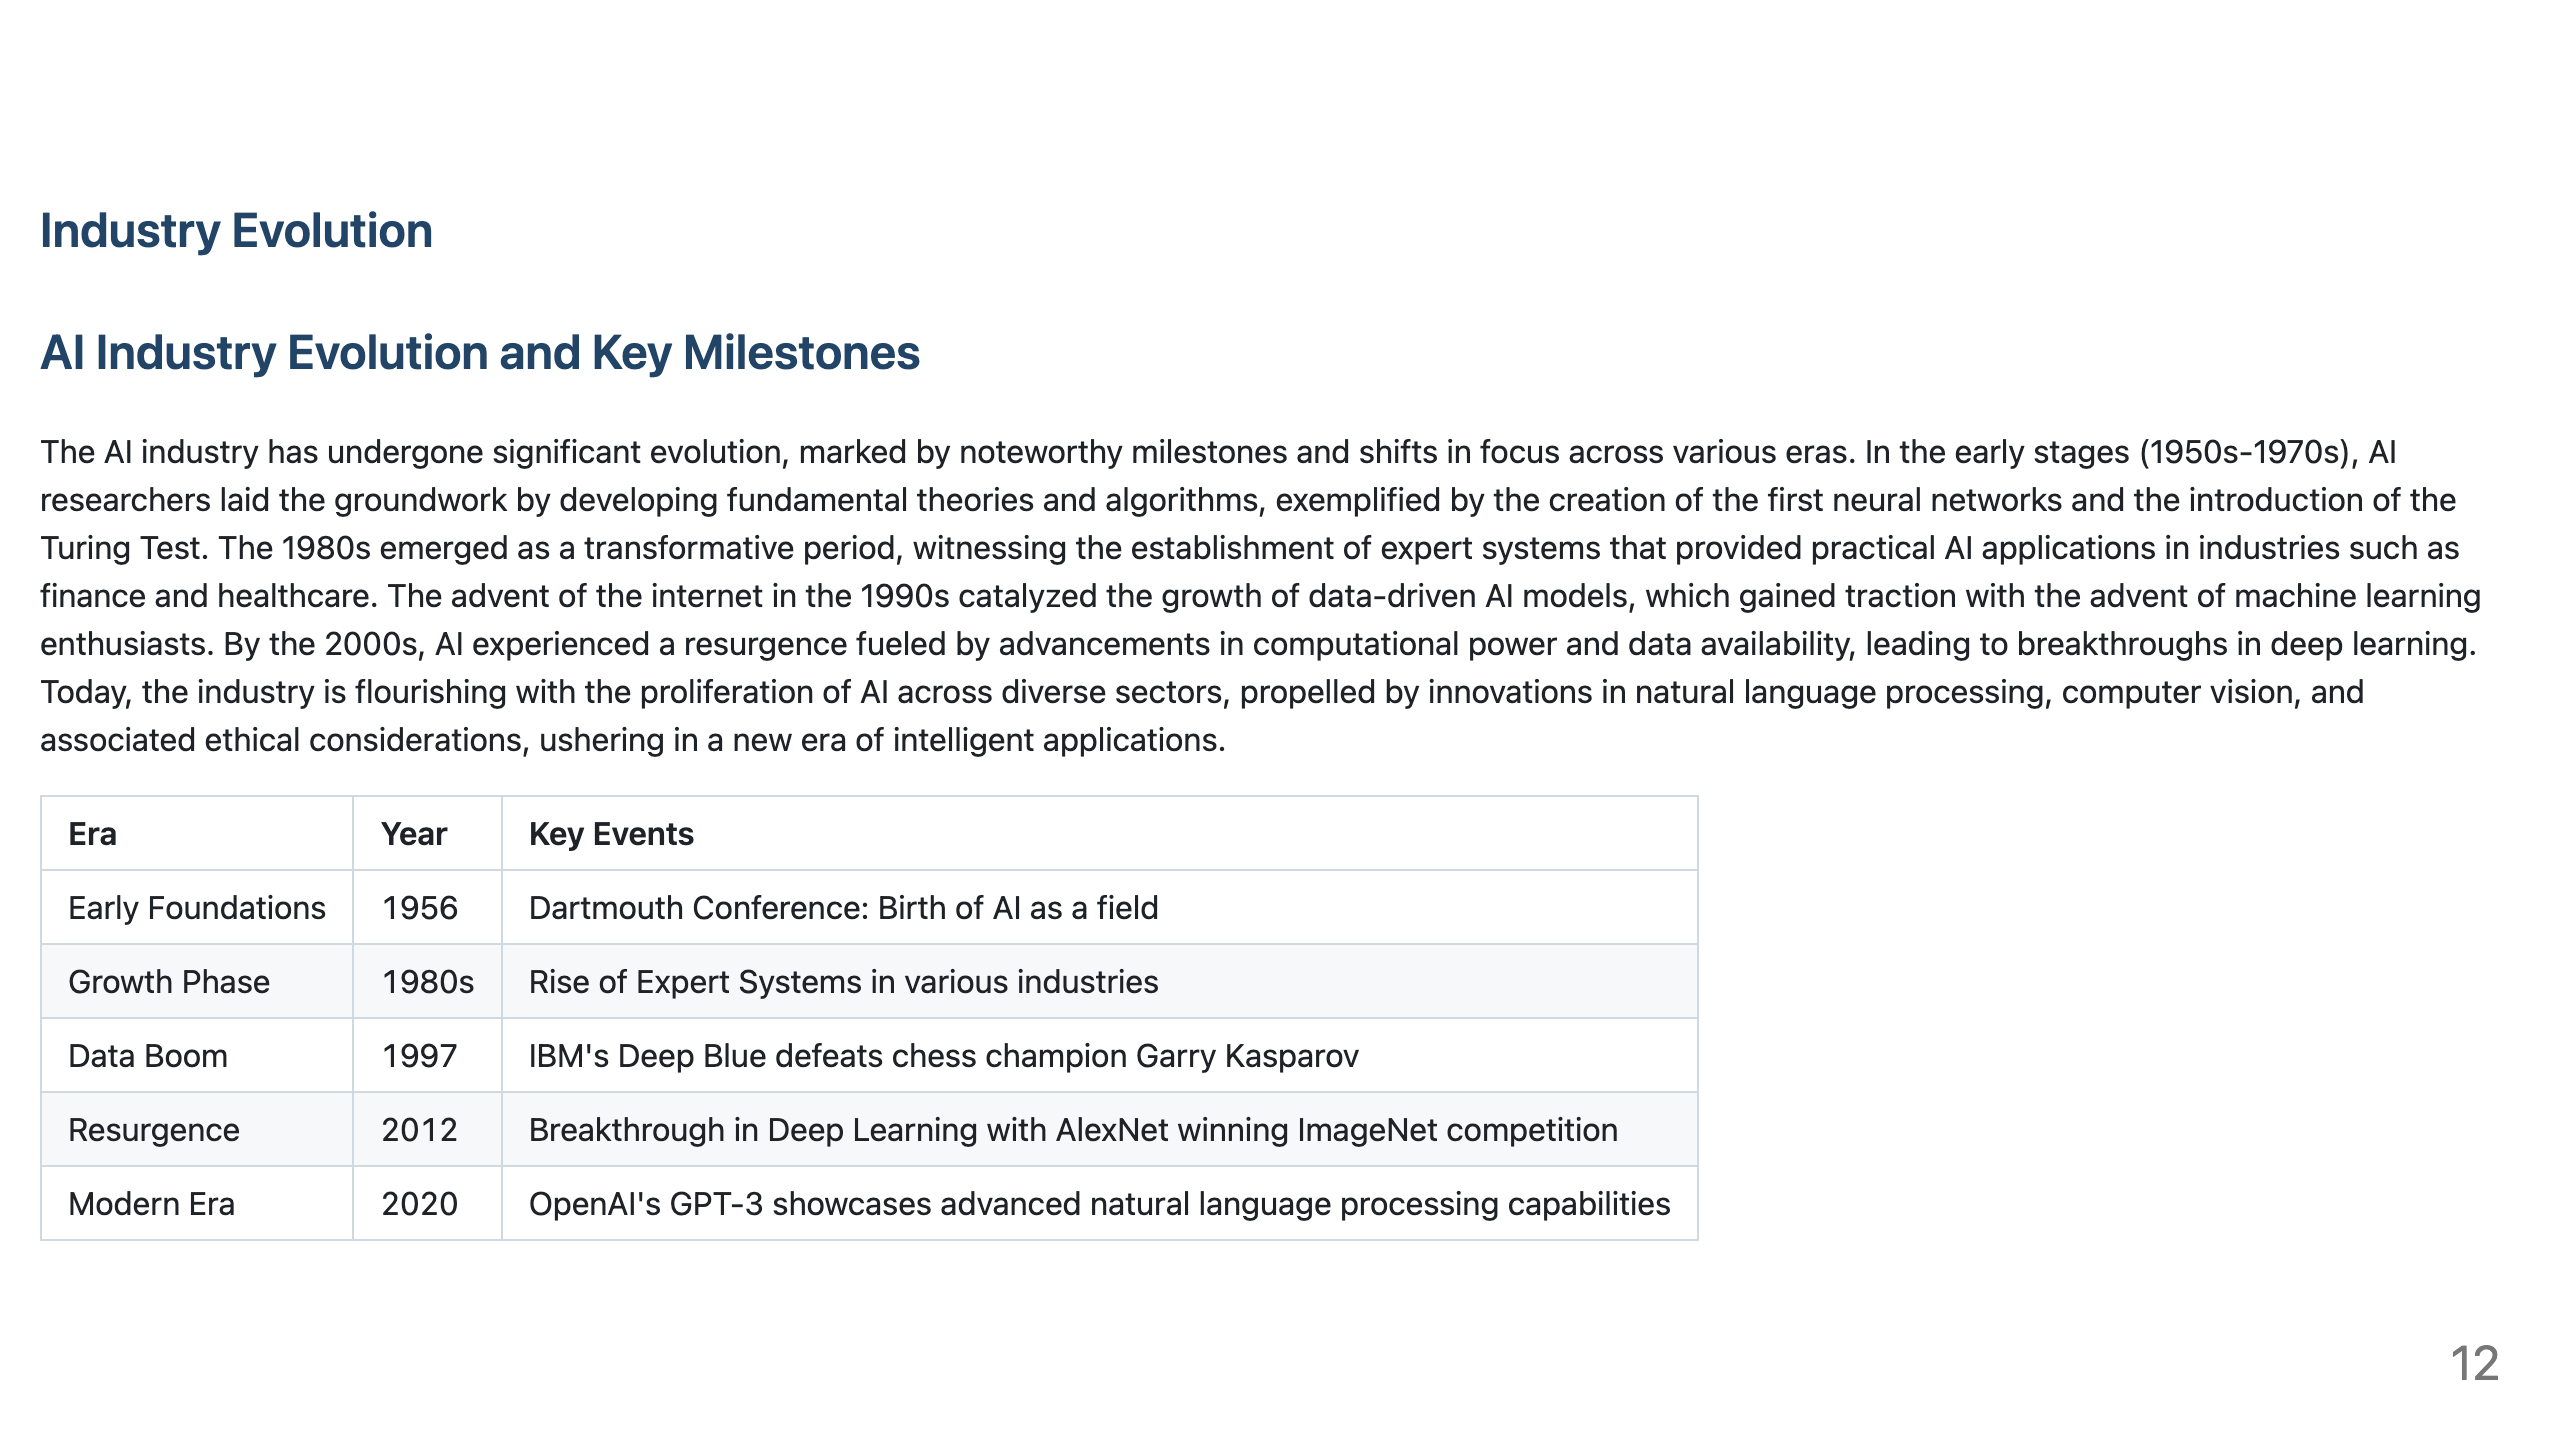 Industry Evolution
AI Industry Evolution and Key Milestones
The AI industry has undergone significant evolution, marked by noteworthy milestones and shifts in focus across various eras. In the early stages (1950s-1970s), AI
researchers laid the groundwork by developing fundamental theories and algorithms, exemplified by the creation of the first neural networks and the introduction of the
Turing Test. The 1980s emerged as a transformative period, witnessing the establishment of expert systems that provided practical AI applications in industries such as
finance and healthcare. The advent of the internet in the 1990s catalyzed the growth of data-driven AI models, which gained traction with the advent of machine learning
enthusiasts. By the 2000s, AI experienced a resurgence fueled by advancements in computational power and data availability, leading to breakthroughs in deep learning.
Today, the industry is flourishing with the proliferation of AI across diverse sectors, propelled by innovations in natural language processing, computer vision, and
associated ethical considerations, ushering in a new era of intelligent applications.
Era Year Key Events
Early Foundations 1956 Dartmouth Conference: Birth of AI as a field
Growth Phase 1980s Rise of Expert Systems in various industries
Data Boom 1997 IBM's Deep Blue defeats chess champion Garry Kasparov
Resurgence 2012 Breakthrough in Deep Learning with AlexNet winning ImageNet competition
Modern Era 2020 OpenAI's GPT-3 showcases advanced natural language processing capabilities
12